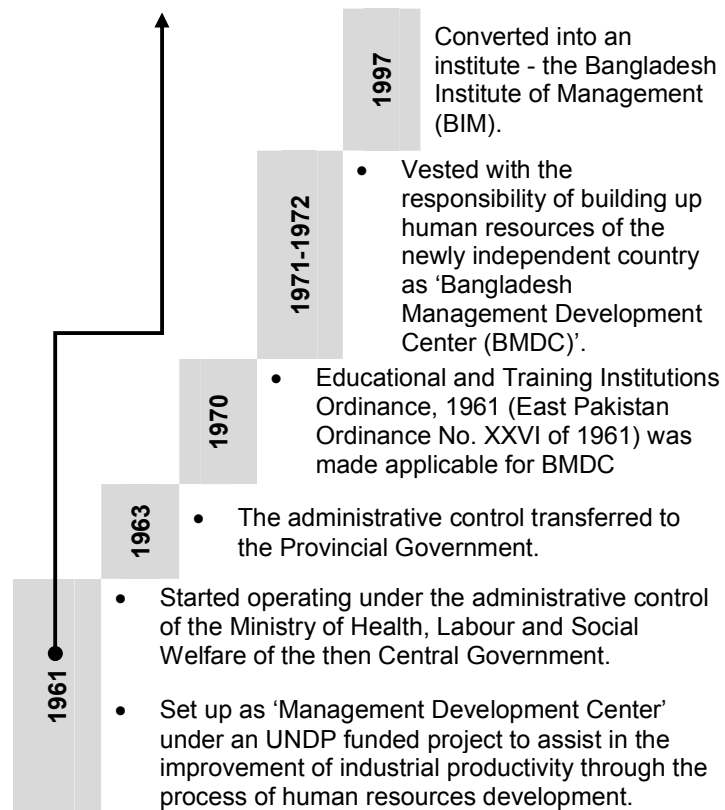 1997
Converted into an
institute - the Bangladesh
Institute of Management
(BIM).
1971-1972
• Vested with the
responsibility of building up
human resources of the
newly independent country
as ‘Bangladesh
Management Development
Center (BMDC)’.
1970
• Educational and Training Institutions
Ordinance, 1961 (East Pakistan
Ordinance No. XXVI of 1961) was
made applicable for BMDC
1963
• The administrative control transferred to
the Provincial Government.
1961
• Started operating under the administrative control
of the Ministry of Health, Labour and Social
Welfare of the then Central Government.
• Set up as ‘Management Development Center’
under an UNDP funded project to assist in the
improvement of industrial productivity through the
process of human resources development.